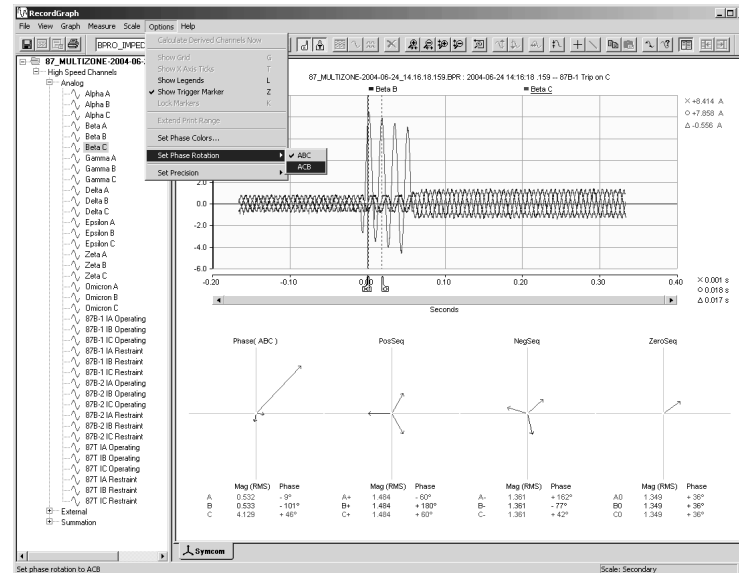 RecordGraph
File View Graph Measure Scale Options Help
BPRO_IMPED
Calculate Derived Channels Now
Show Grid G
Show X Axis Ticks T
Show Legends L
Show Trigger Marker Z
Lock Markers K
Extend Print Range
Set Phase Colors...
Set Phase Rotation
Set Precision
ABC
ACB
87_MULTIZONE-2004-06-
High Speed Channels
Analog
Alpha A
Alpha B
Alpha C
Beta A
Beta B
Beta C
Gamma A
Gamma B
Gamma C
Delta A
Delta B
Delta C
Epsilon A
Epsilon B
Epsilon C
Zeta A
Zeta B
Zeta C
Omicron A
Omicron B
Omicron C
87B-1 IA Operating
87B-1 IB Operating
87B-1 IC Operating
87B-1 IA Restraint
87B-1 IB Restraint
87B-1 IC Restraint
87B-2 IA Operating
87B-2 IB Operating
87B-2 IC Operating
87B-2 IA Restraint
87B-2 IB Restraint
87B-2 IC Restraint
87T IA Operating
87T IB Operating
87T IC Operating
87T IA Restraint
87T IB Restraint
87T IC Restraint
External
Summation
87_MULTIZONE-2004-06-24_14.16.18.159.BPR : 2004-06-24 14:16:18 .159 -- 87B-1 Trip on C
Beta B Beta C
×+8.414 A
○+7.858 A
Δ-0.556 A
2.0
0.0
-2.0
-4.0
-6.0
-0.20 -0.10 0.00 0.10 0.20 0.30 0.40
×0.001 s
○0.018 s
Δ0.017 s
Seconds
Phase( ABC ) PosSeq NegSeq ZeroSeq
Mag (RMS) Phase Mag (RMS) Phase Mag (RMS) Phase Mag (RMS) Phase
A 0.532 - 9° A+ 1.484 - 60° A- 1.361 + 162° A0 1.349 + 36°
B 0.533 - 101° B+ 1.484 + 180° B- 1.361 - 77° B0 1.349 + 36°
C 4.129 + 46° C+ 1.484 + 60° C- 1.361 + 42° C0 1.349 + 36°
Symcom
Set phase rotation to ACB
Scale: Secondary